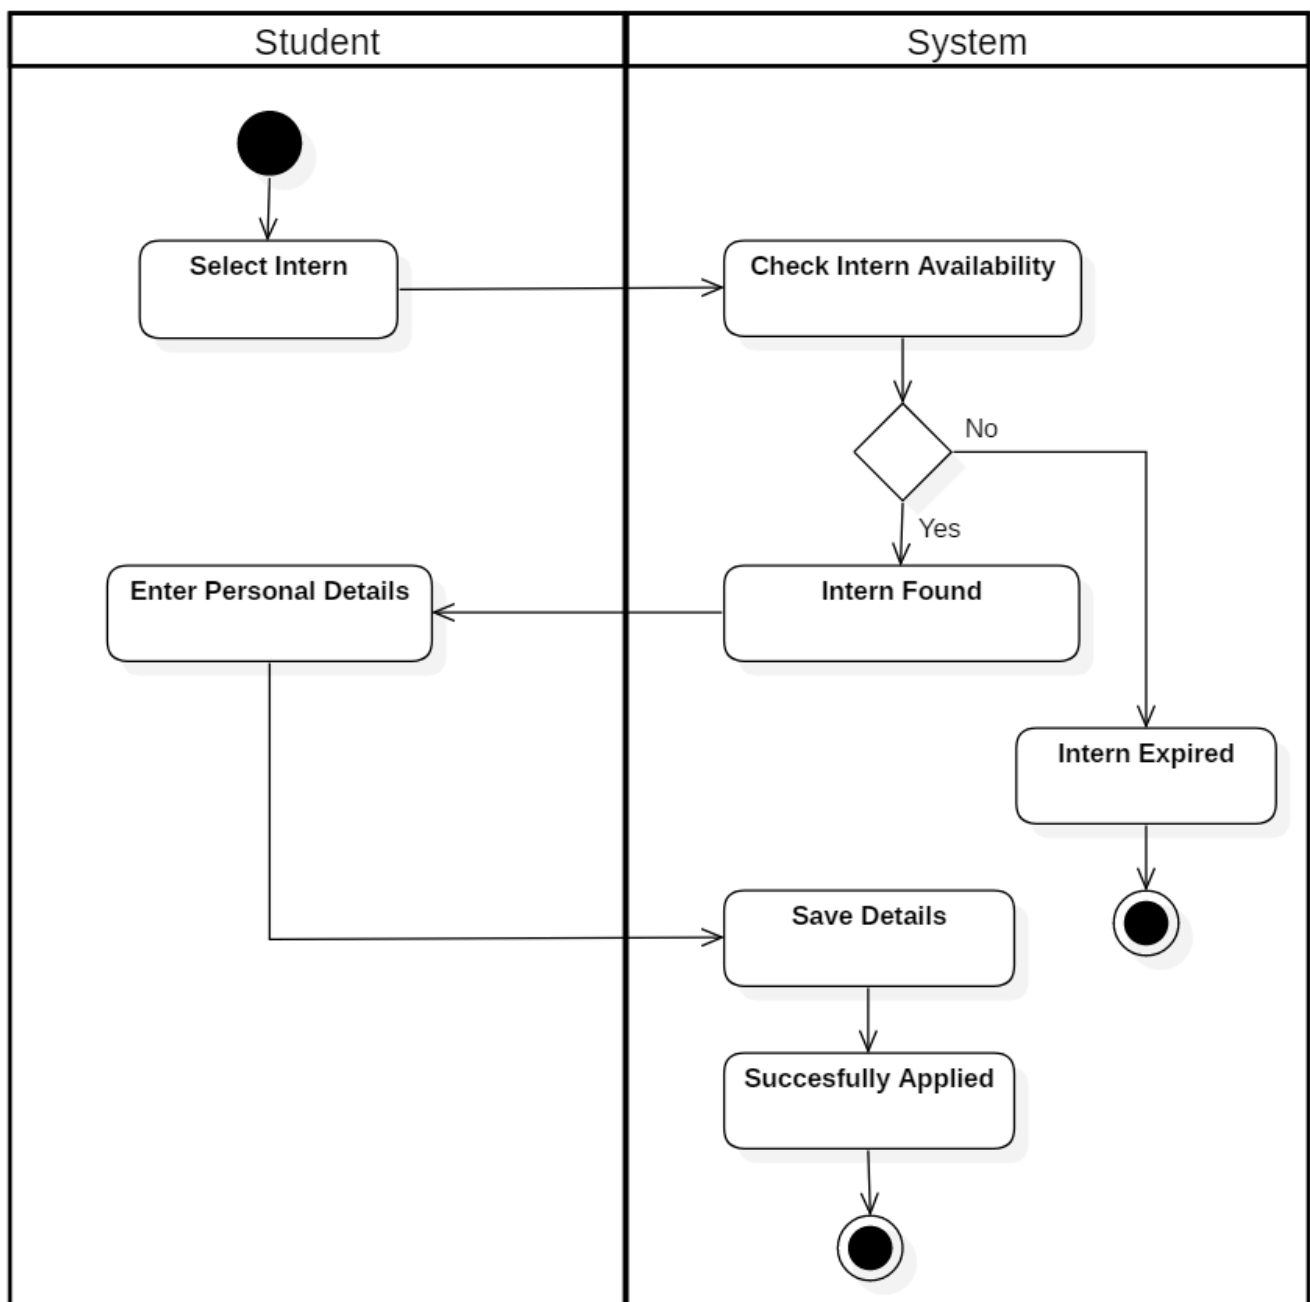 Student
System
Select Intern
Check Intern Availability
No
Yes
Enter Personal Details
Intern Found
Intern Expired
Save Details
Succesfully Applied